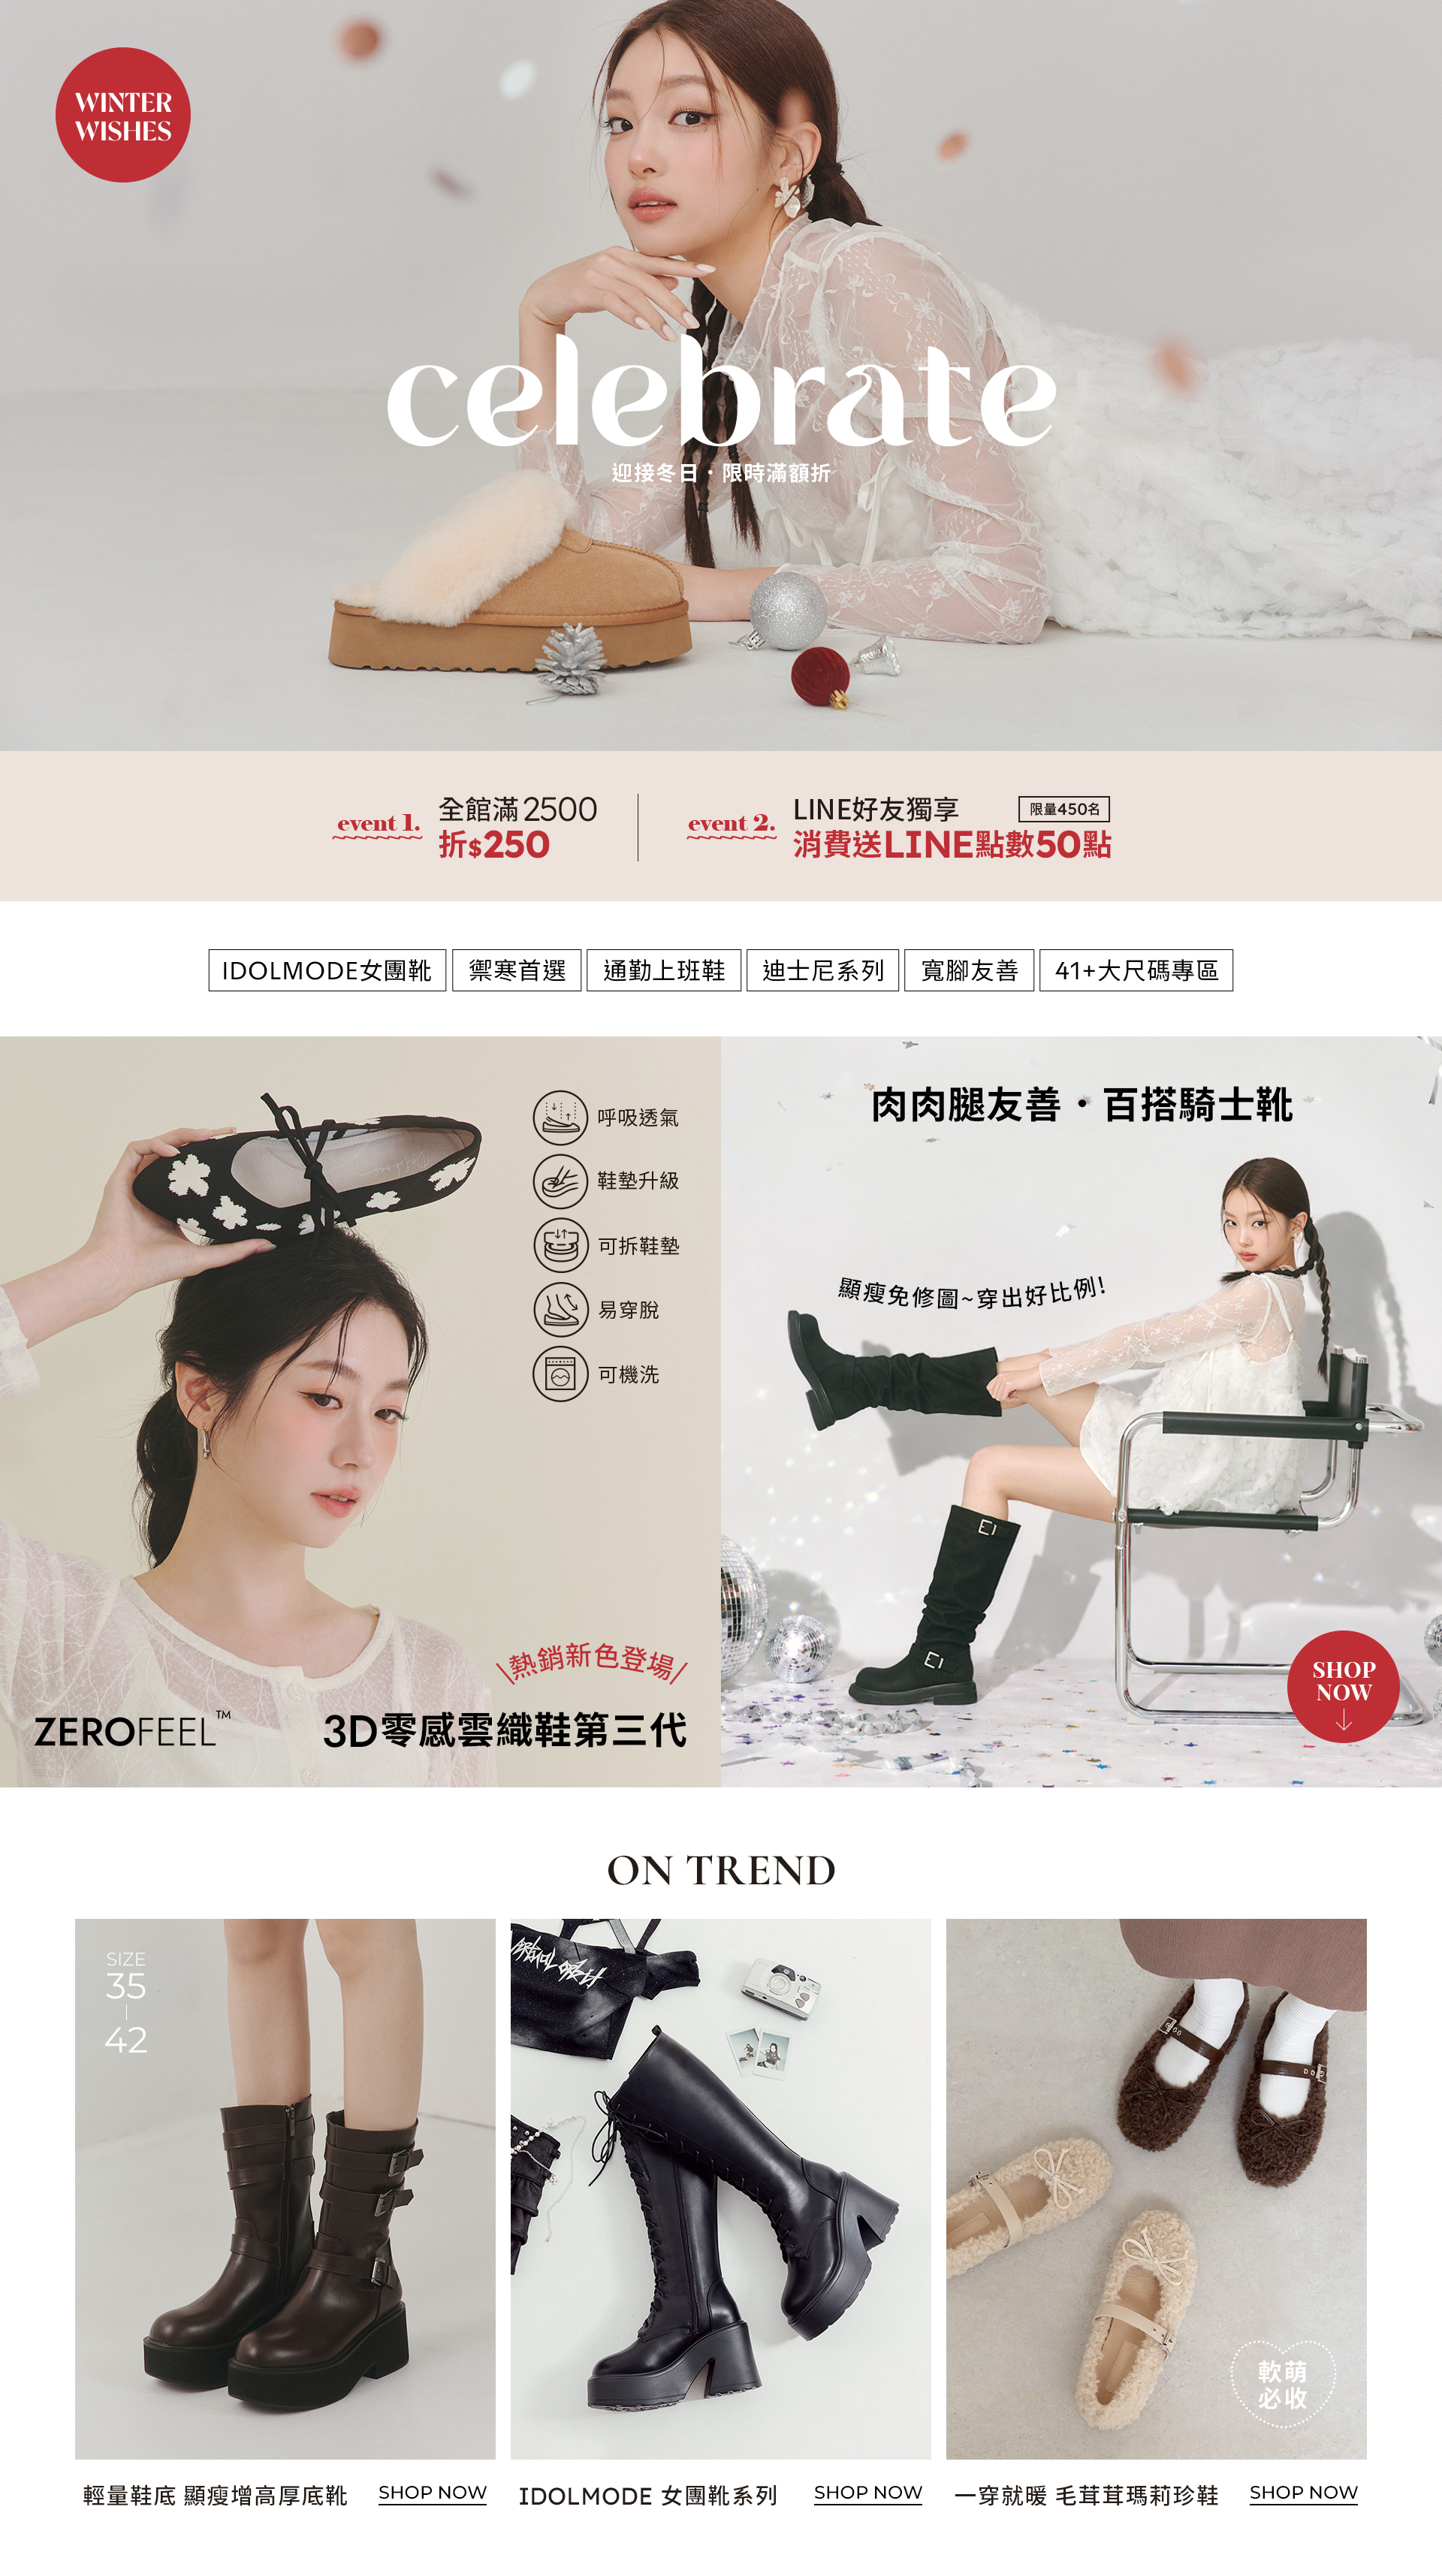 WINTER
WISHES
celebrate
迎接冬日・限時滿額折
event 1.
全館滿2500
折$250
event 2.
LINE好友獨享
限量450名
消費送LINE點數50點
IDOLMODE女團靴
禦寒首選
通勤上班鞋
迪士尼系列
寬腳友善
41+大尺碼專區
呼吸透氣
鞋墊升級
可拆鞋墊
易穿脫
可機洗
\熱銷新色登場/
ZEROFEEL™
3D零感雲織鞋第三代
肉肉腿友善・百搭騎士靴
顯瘦免修圖~穿出好比例!
SHOP
NOW
ON TREND
SIZE
35
42
軟萌
必收
輕量鞋底 顯瘦增高厚底靴
SHOP NOW
IDOLMODE 女團靴系列
SHOP NOW
一穿就暖 毛茸茸瑪莉珍鞋
SHOP NOW